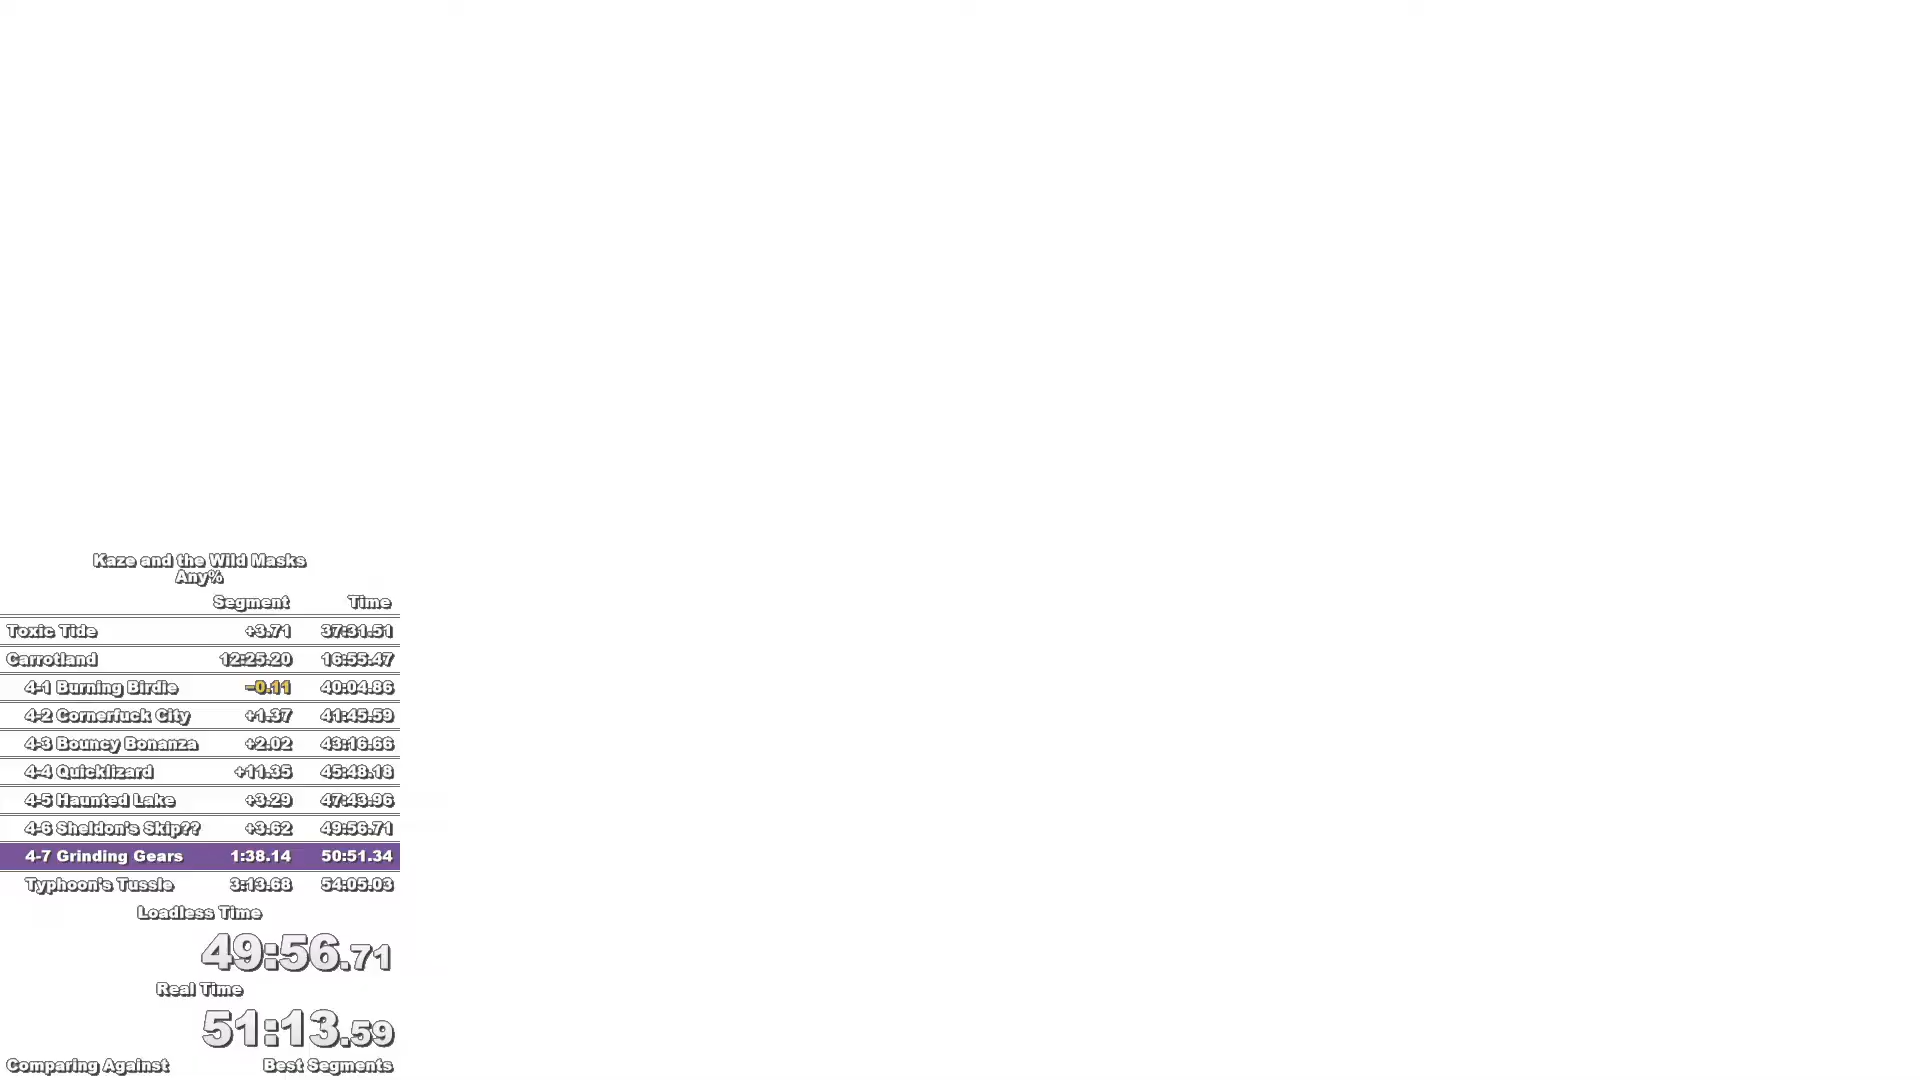 Kaze and the Wild Masks
Any%
Segment Time
Toxic Tide +3.71 37:31.51
Carrotland 12:25.20 16:55.47
4-1 Burning Birdie -0.11 40:04.86
4-2 Cornerfuck City +1.37 41:45.59
4-3 Bouncy Bonanza +2.02 43:16.66
4-4 Quicklizard +11.35 45:48.18
4-5 Haunted Lake +3.29 47:43.96
4-6 Sheldon's Skip?? +3.62 49:56.71
4-7 Grinding Gears 1:38.14 50:51.34
Typhoon's Tussle 3:13.68 54:05.03
Loadless Time
49:56.71
Real Time
51:13.59
Comparing Against Best Segments